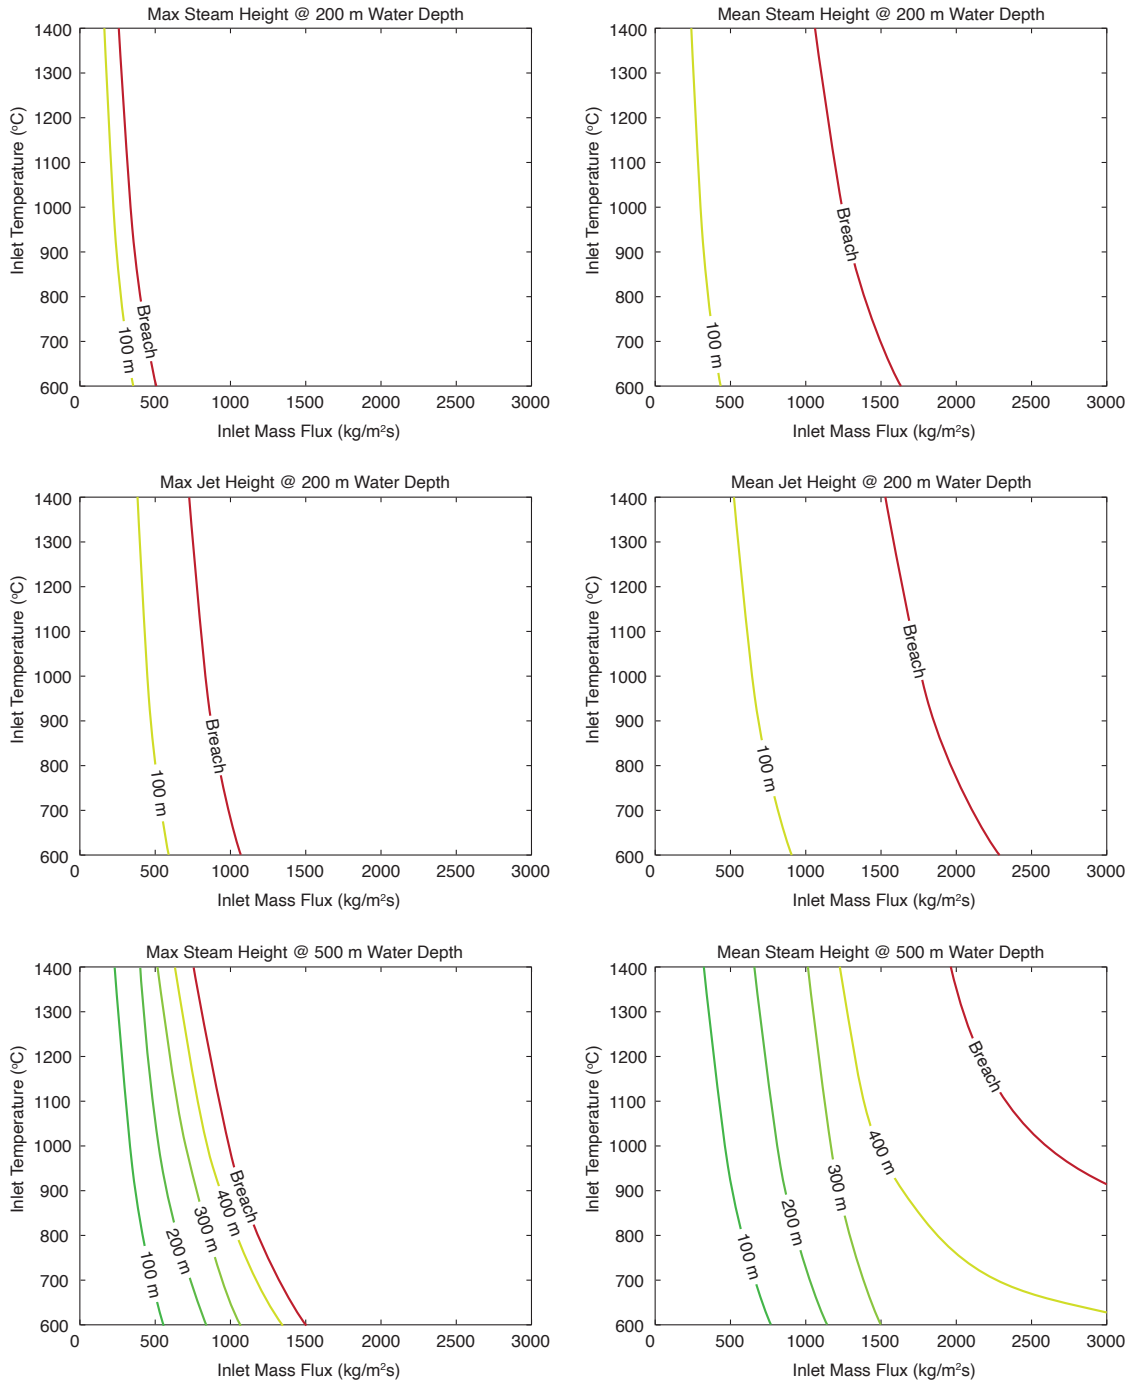 Max Steam Height @ 200 m Water Depth
1400
1300
1200
1100
1000
900
800
700
600
Inlet Temperature (°C)
Breach
100 m
0 500 1000 1500 2000 2500 3000
Inlet Mass Flux (kg/m²s)
Mean Steam Height @ 200 m Water Depth
1400
1300
1200
1100
1000
900
800
700
600
Inlet Temperature (°C)
Breach
100 m
0 500 1000 1500 2000 2500 3000
Inlet Mass Flux (kg/m²s)
Max Jet Height @ 200 m Water Depth
1400
1300
1200
1100
1000
900
800
700
600
Inlet Temperature (°C)
Breach
100 m
0 500 1000 1500 2000 2500 3000
Inlet Mass Flux (kg/m²s)
Mean Jet Height @ 200 m Water Depth
1400
1300
1200
1100
1000
900
800
700
600
Inlet Temperature (°C)
Breach
100 m
0 500 1000 1500 2000 2500 3000
Inlet Mass Flux (kg/m²s)
Max Steam Height @ 500 m Water Depth
1400
1300
1200
1100
1000
900
800
700
600
Inlet Temperature (°C)
100 m
200 m
300 m
400 m
Breach
0 500 1000 1500 2000 2500 3000
Inlet Mass Flux (kg/m²s)
Mean Steam Height @ 500 m Water Depth
1400
1300
1200
1100
1000
900
800
700
600
Inlet Temperature (°C)
100 m
200 m
300 m
400 m
Breach
0 500 1000 1500 2000 2500 3000
Inlet Mass Flux (kg/m²s)